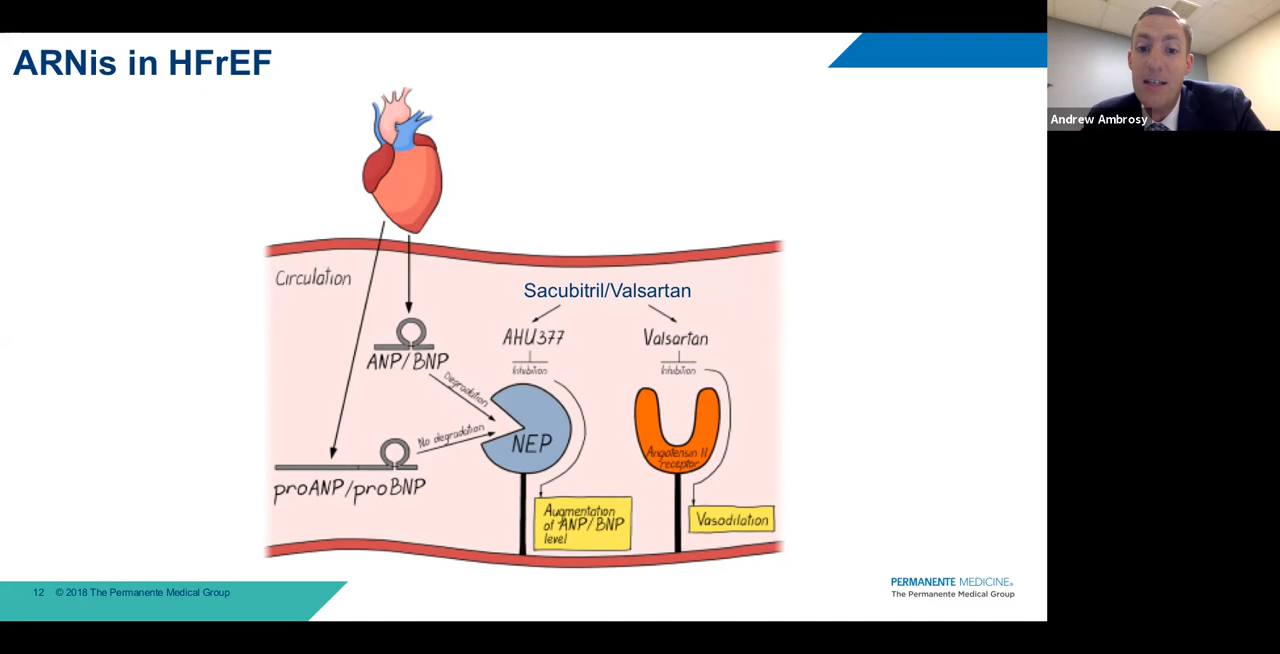 ARNis in HFrEF
Andrew Ambrosy
Circulation
Sacubitril/Valsartan
AHU377
Valsartan
Inhibition
Inhibition
ANP/BNP
Degradation
No degradation
NEP
Angiotensin II
receptor
proANP/proBNP
Augmentation
of ANP/BNP
level
Vasodilation
12 © 2018 The Permanente Medical Group
PERMANENTE MEDICINE®
The Permanente Medical Group